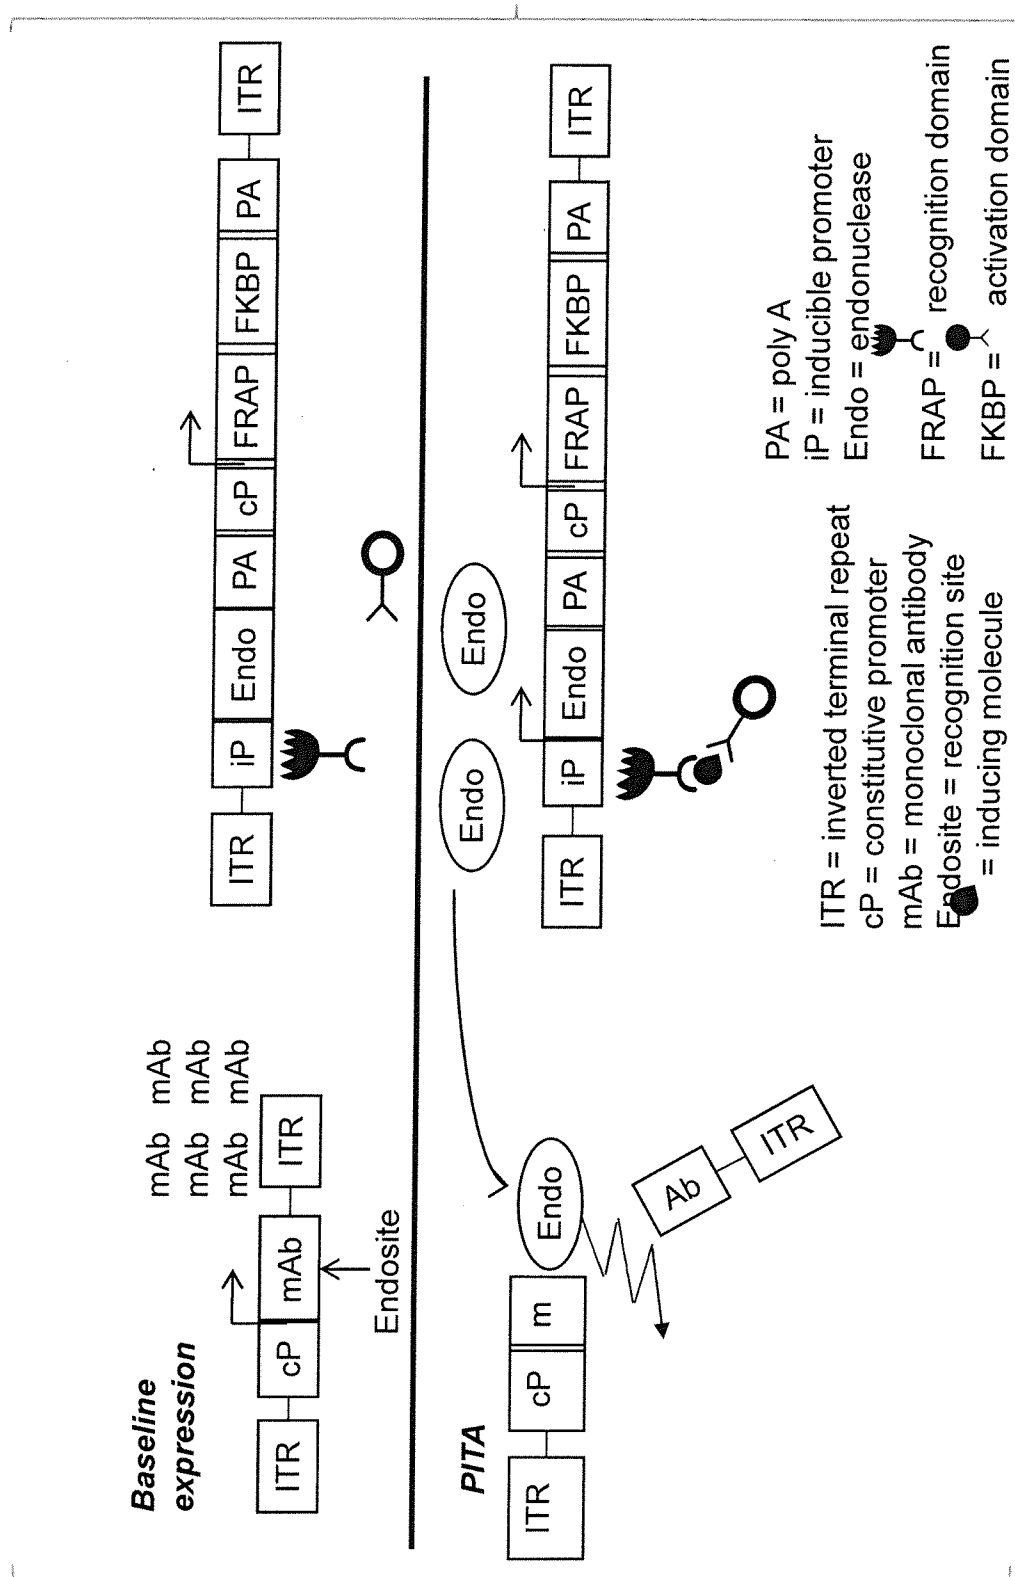 Baseline
expression
mAb mAb
mAb mAb
mAb mAb
ITR cP mAb ITR
Endosite
ITR iP Endo PA cP FRAP FKBP PA ITR
PITA
ITR cP m Endo
Ab ITR
Endo Endo
ITR iP Endo PA cP FRAP FKBP PA ITR
ITR = inverted terminal repeat
cP = constitutive promoter
mAb = monoclonal antibody
Endosite = recognition site
= inducing molecule
PA = poly A
iP = inducible promoter
Endo = endonuclease
FRAP = recognition domain
FKBP = activation domain